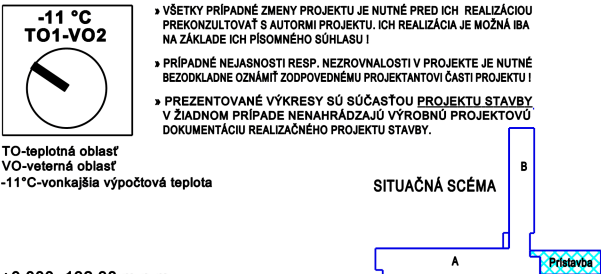 -11 °C
TO1-VO2
» VŠETKY PRÍPADNÉ ZMENY PROJEKTU JE NUTNÉ PRED ICH REALIZÁCIOU
PREKONZULTOVAŤ S AUTORMI PROJEKTU. ICH REALIZÁCIA JE MOŽNÁ IBA
NA ZÁKLADE ICH PÍSOMNÉHO SÚHLASU !
» PRÍPADNÉ NEJASNOSTI RESP. NEZROVNALOSTI V PROJEKTE JE NUTNÉ
BEZODKLADNE OZNÁMIŤ ZODPOVEDNÉMU PROJEKTANTOVI ČASTI PROJEKTU !
» PREZENTOVANÉ VÝKRESY SÚ SÚČASŤOU PROJEKTU STAVBY
V ŽIADNOM PRÍPADE NENAHRÁDZAJÚ VÝROBNÚ PROJEKTOVÚ
DOKUMENTÁCIU REALIZAČNÉHO PROJEKTU STAVBY.
TO-teplotná oblasť
VO-veterná oblasť
-11°C-vonkajšia výpočtová teplota
SITUAČNÁ SCÉMA
B
A
Prístavba